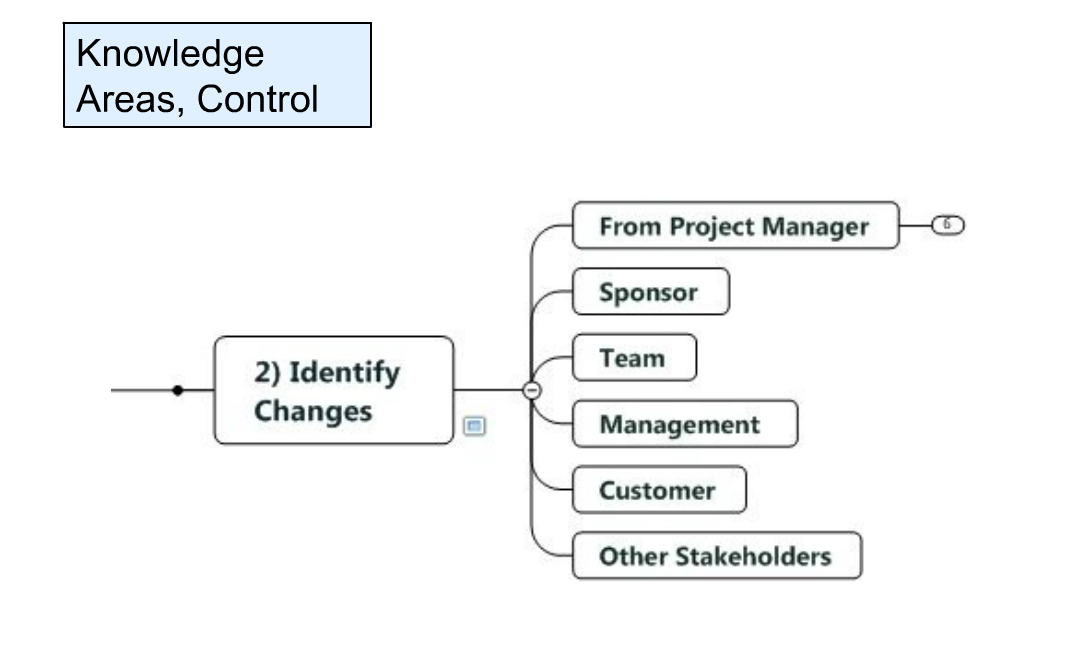 Knowledge
Areas, Control
From Project Manager
6
Sponsor
2) Identify
Changes
Team
Management
Customer
Other Stakeholders